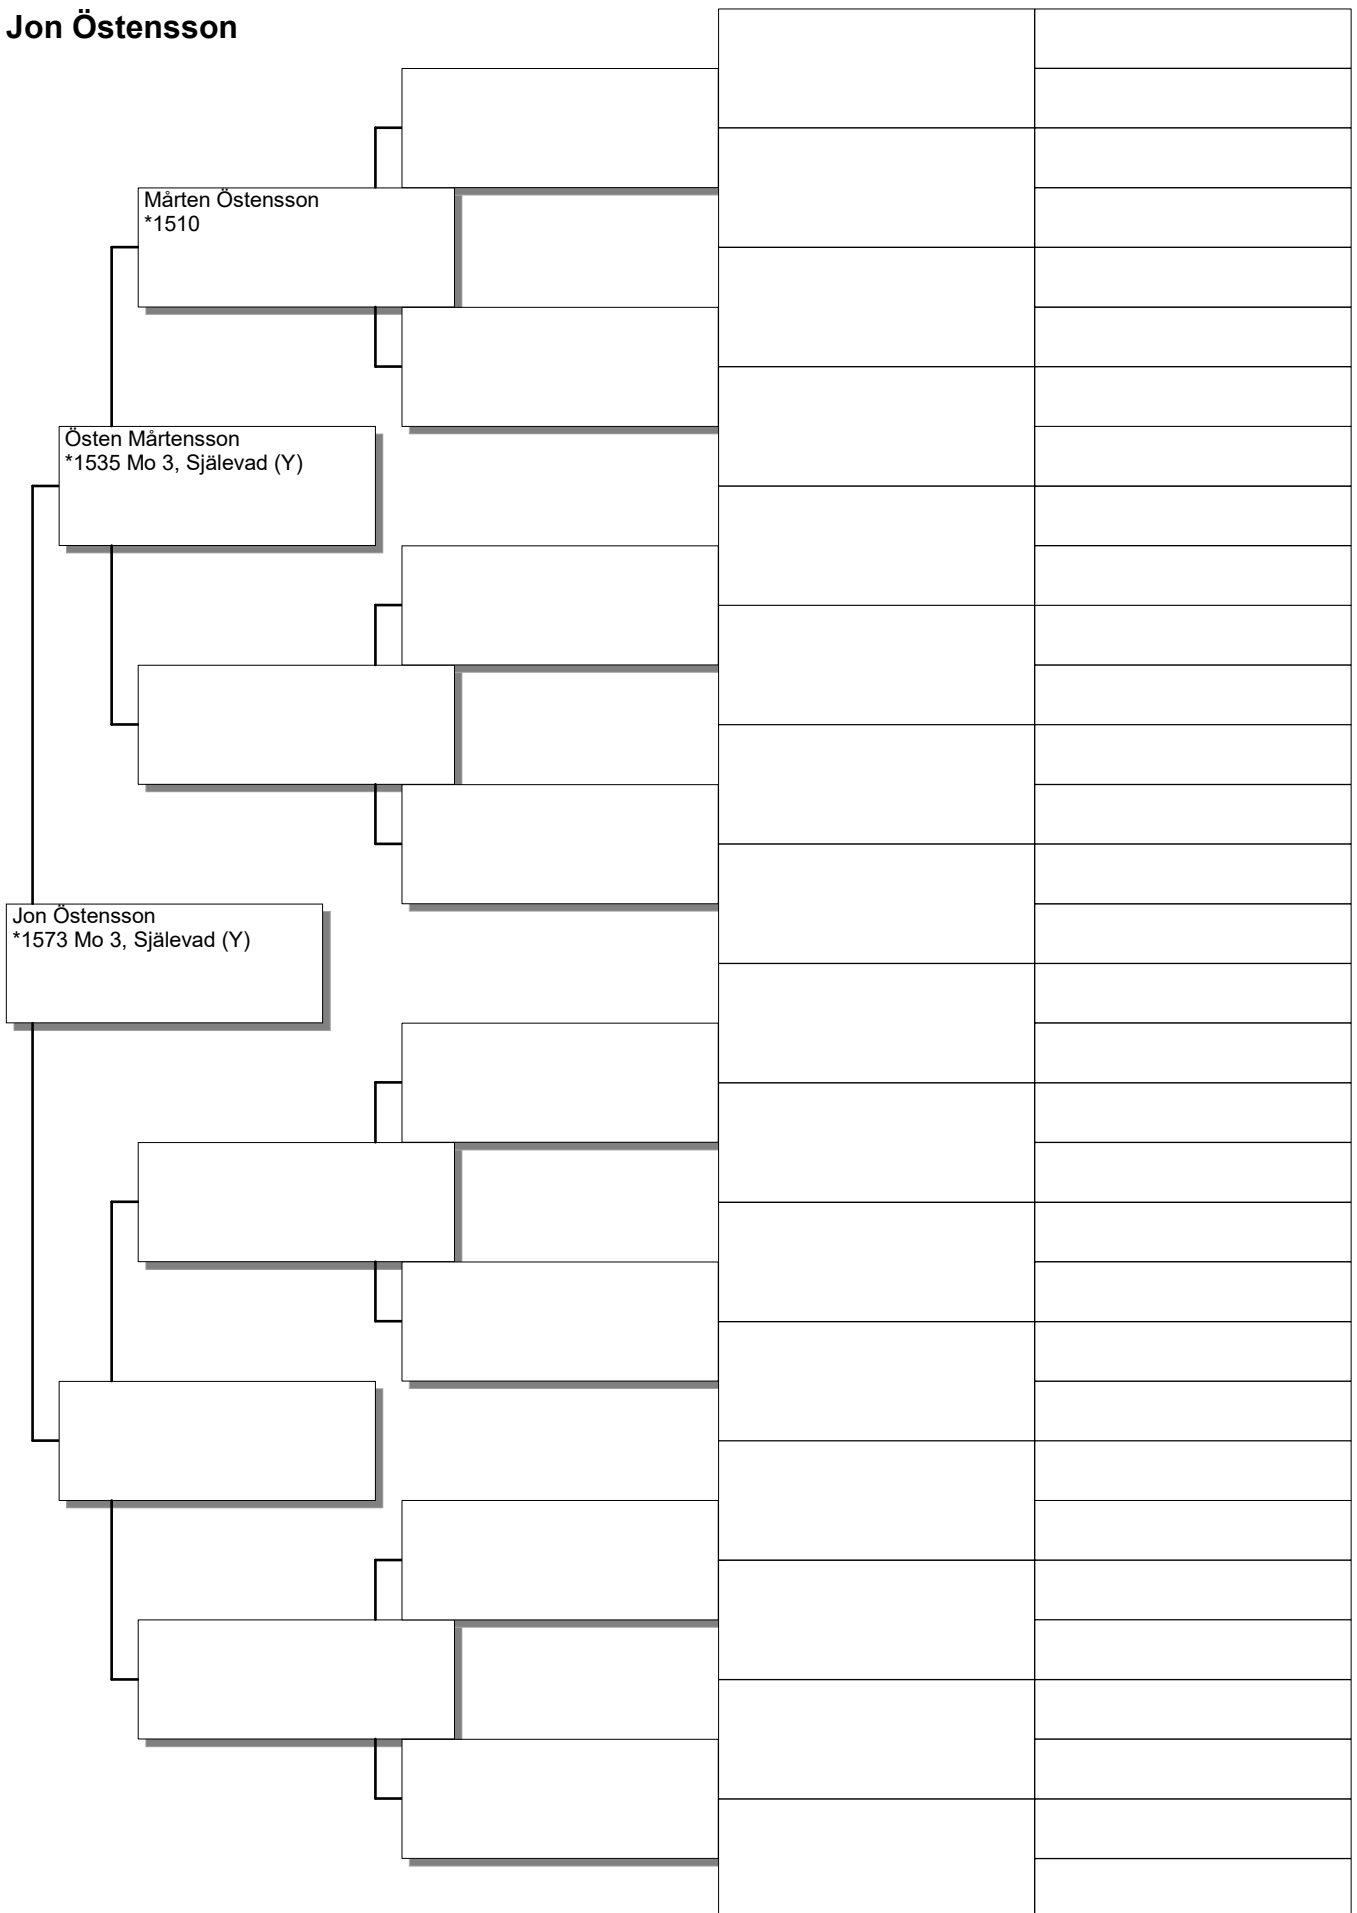 Jon Östensson
Mårten Östensson
*1510
Östen Mårtensson
*1535 Mo 3, Själevad (Y)
Jon Östensson
*1573 Mo 3, Själevad (Y)